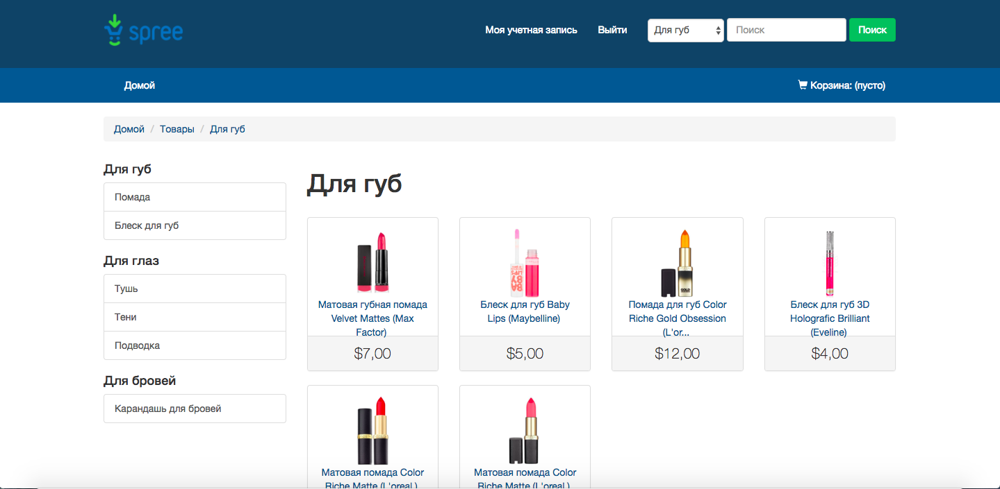 spree
Моя учетная запись
Выйти
Для губ
Поиск
Поиск
Домой
Корзина: (пусто)
Домой / Товары / Для губ
Для губ
Помада
Блеск для губ
Для глаз
Тушь
Тени
Подводка
Для бровей
Карандашь для бровей
Для губ
Матовая губная помада
Velvet Mattes (Max
Factor)
$7,00
Блеск для губ Baby
Lips (Maybelline)
$5,00
GOLD
Помада для губ Color
Riche Gold Obsession
(L'or...
$12,00
Блеск для губ 3D
Holografic Brilliant
(Eveline)
$4,00
Матовая помада Color
Riche Matte (L'oreal.)
Матовая помада Color
Riche Matte (L'oreal.)